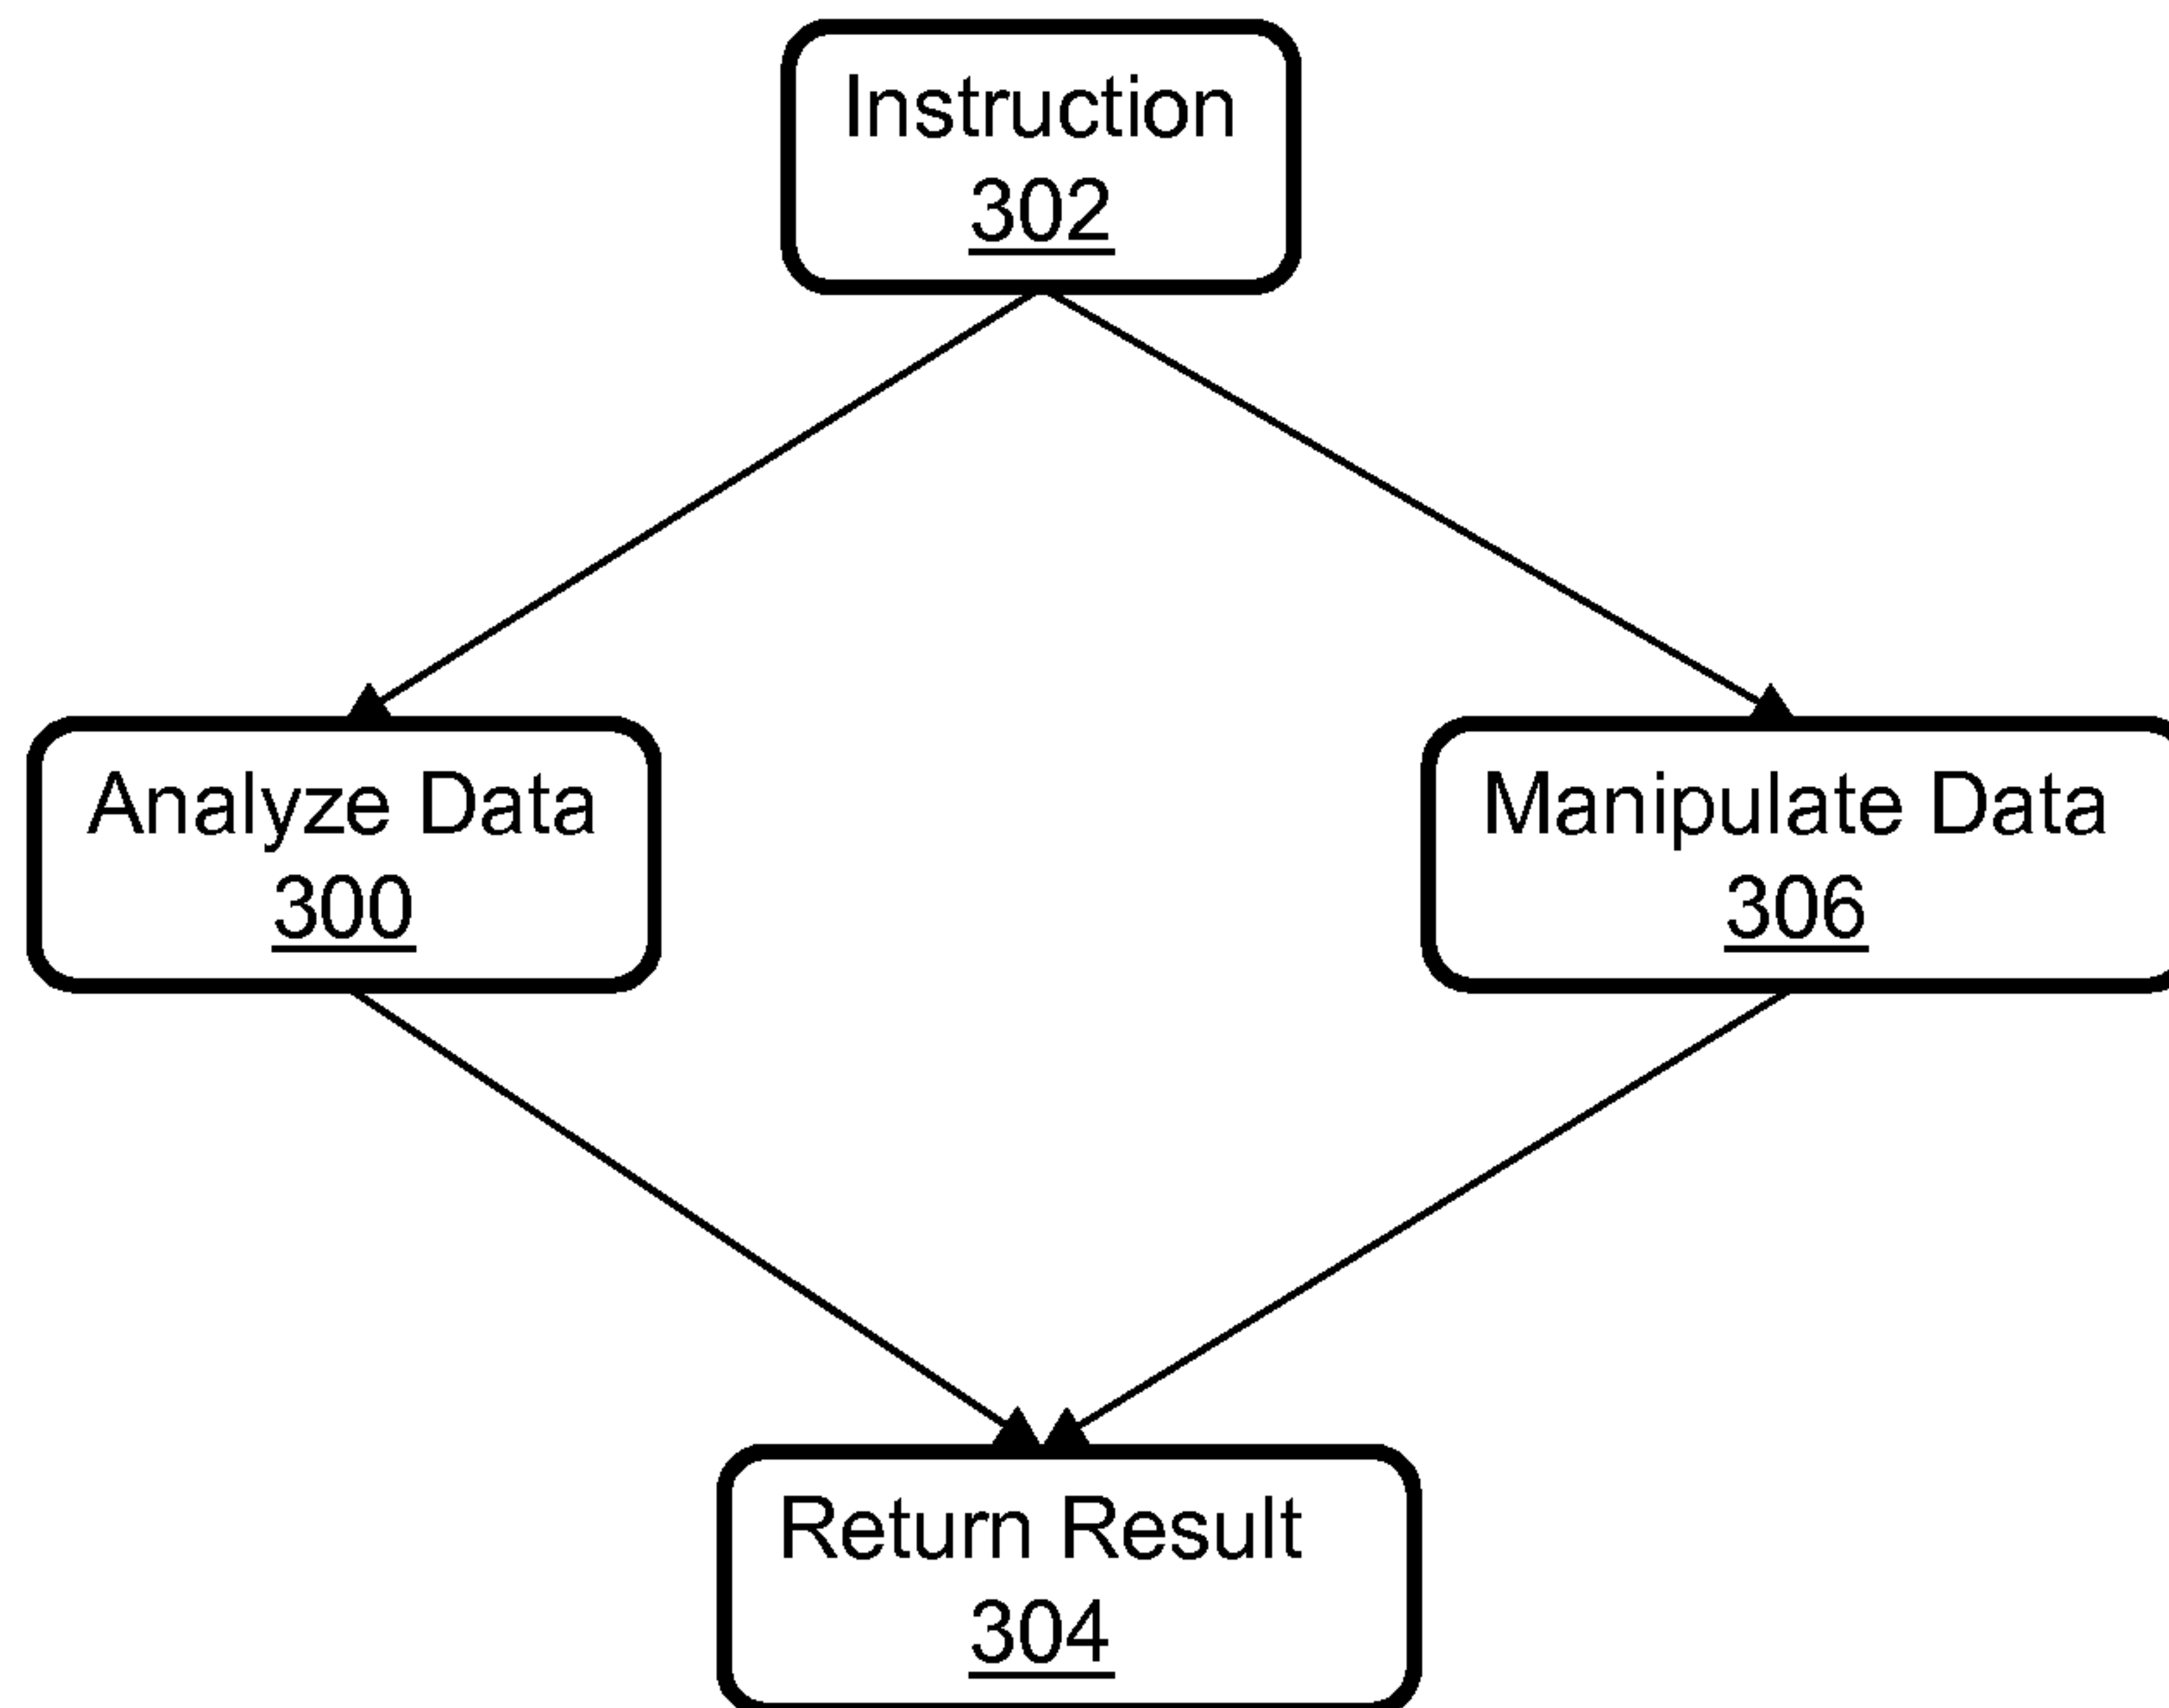 Instruction
302
Analyze Data
300
Manipulate Data
306
Return Result
304